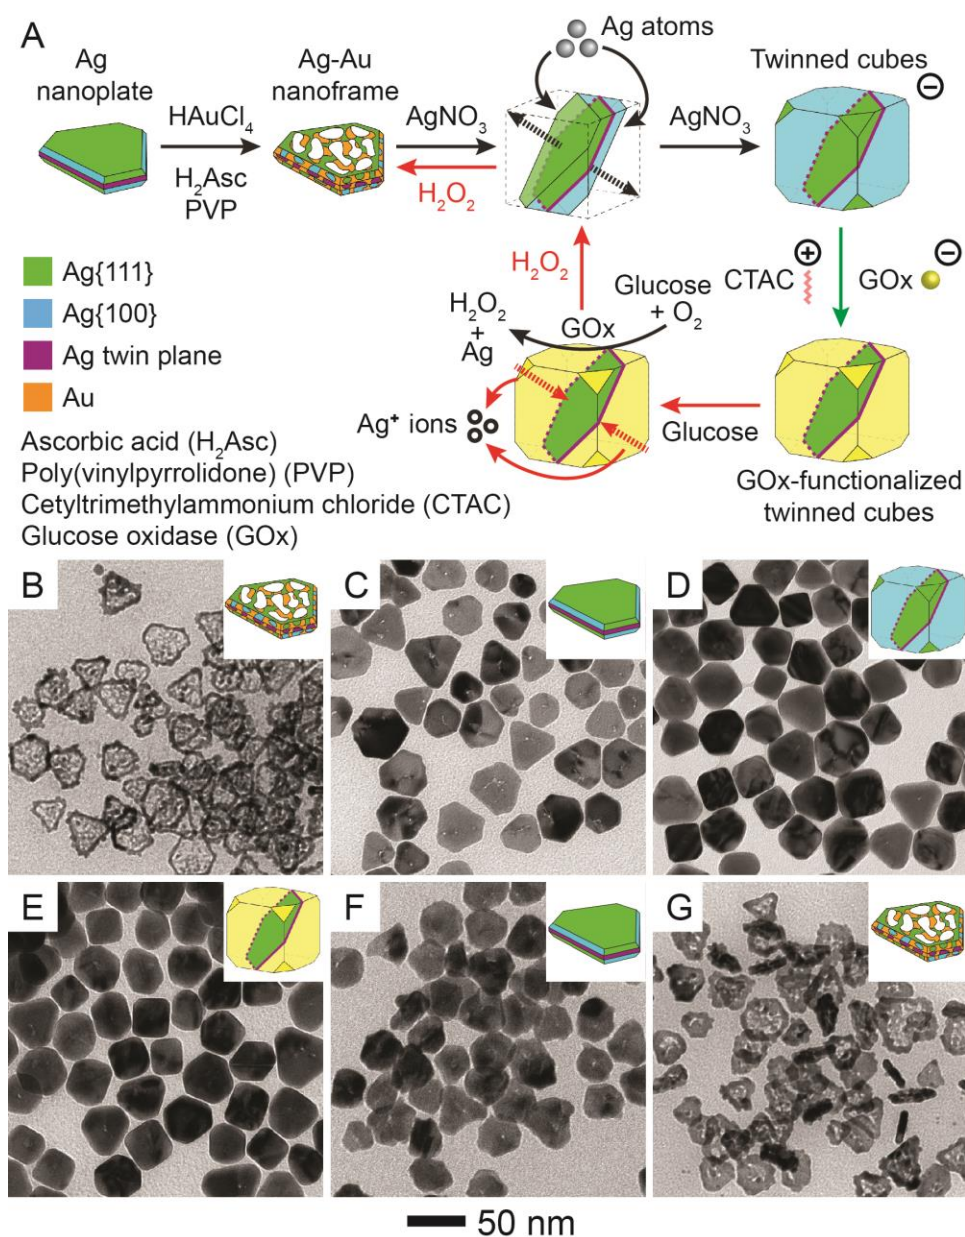 A
Ag
nanoplate
HAuCl₄
H₂Asc
PVP
Ag-Au
nanoframe
AgNO₃
H₂O₂
Ag atoms
AgNO₃
Twinned cubes
−
Ag{111}
Ag{100}
Ag twin plane
Au
H₂O₂
+
Ag
H₂O₂
GOx
Glucose
+ O₂
Ag⁺ ions
CTAC
+
GOx
−
Glucose
GOx-functionalized
twinned cubes
Ascorbic acid (H₂Asc)
Poly(vinylpyrrolidone) (PVP)
Cetyltrimethylammonium chloride (CTAC)
Glucose oxidase (GOx)
B
C
D
E
F
G
50 nm